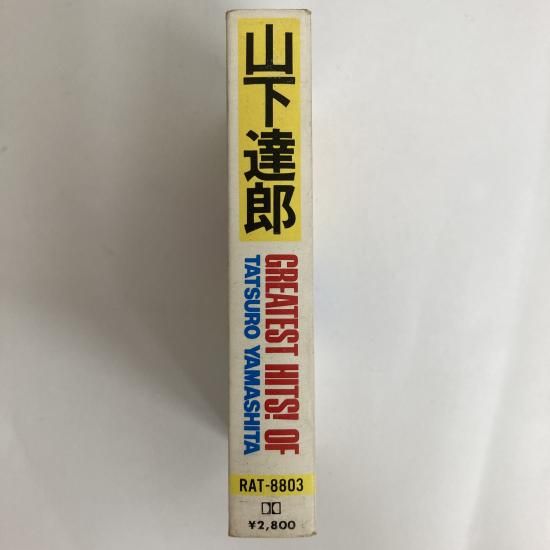 山下達郎
GREATEST HITS! OF
TATSURO YAMASHITA
RAT-8803
¥2,800